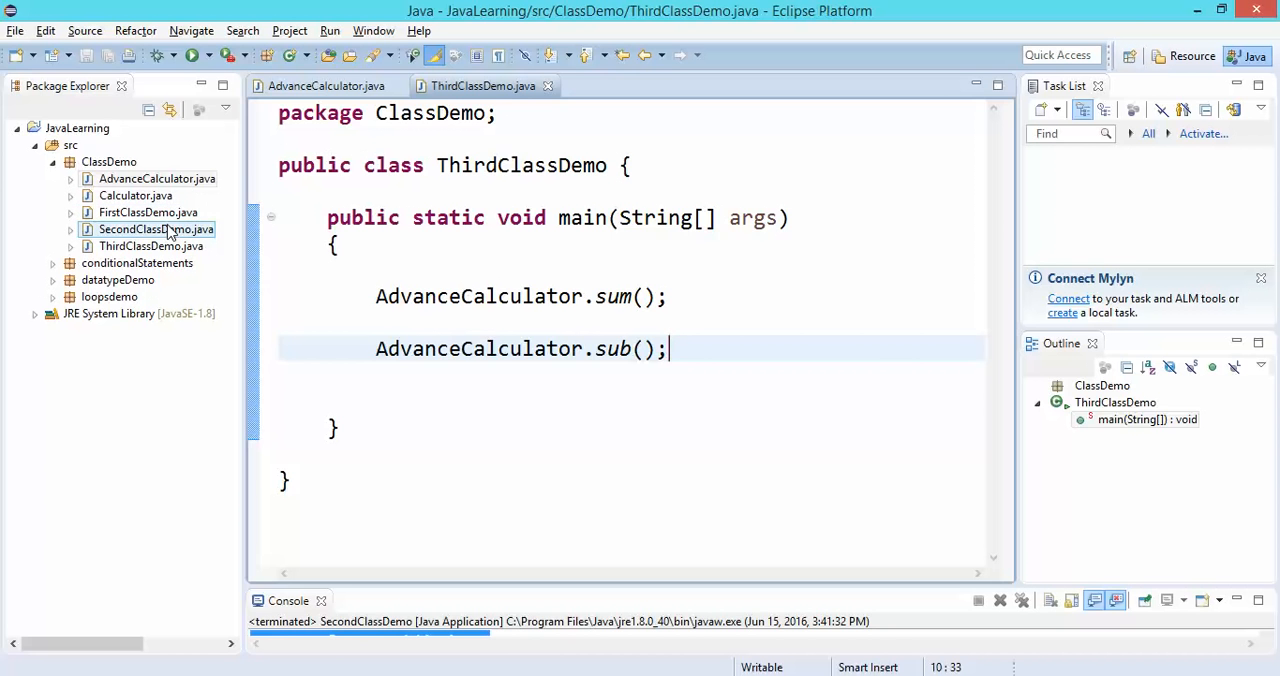 Java - JavaLearning/src/ClassDemo/ThirdClassDemo.java - Eclipse Platform
File Edit Source Refactor Navigate Search Project Run Window Help
Quick Access Resource Java
Package Explorer
JavaLearning
src
ClassDemo
AdvanceCalculator.java
Calculator.java
FirstClassDemo.java
SecondClassDemo.java
ThirdClassDemo.java
conditionalStatements
datatypeDemo
loopsdemo
JRE System Library [JavaSE-1.8]
AdvanceCalculator.java ThirdClassDemo.java
package ClassDemo;
public class ThirdClassDemo {
public static void main(String[] args)
{
AdvanceCalculator.sum();
AdvanceCalculator.sub();
}
}
Task List
Find All Activate...
Connect Mylyn
Connect to your task and ALM tools or
create a local task.
Outline
ClassDemo
ThirdClassDemo
main(String[]) : void
Console
<terminated> SecondClassDemo [Java Application] C:\Program Files\Java\jre1.8.0_40\bin\javaw.exe (Jun 15, 2016, 3:41:32 PM)
Writable Smart Insert 10 : 33